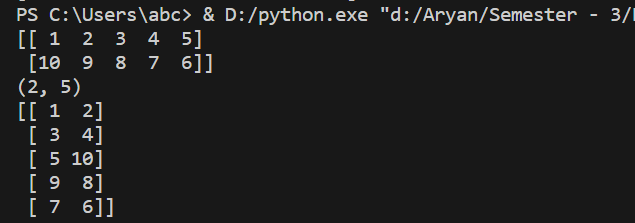 PS C:\Users\abc> & D:/python.exe "d:/Aryan/Semester - 3/
[[ 1  2  3  4  5]
 [10  9  8  7  6]]
(2, 5)
[[ 1  2]
 [ 3  4]
 [ 5 10]
 [ 9  8]
 [ 7  6]]